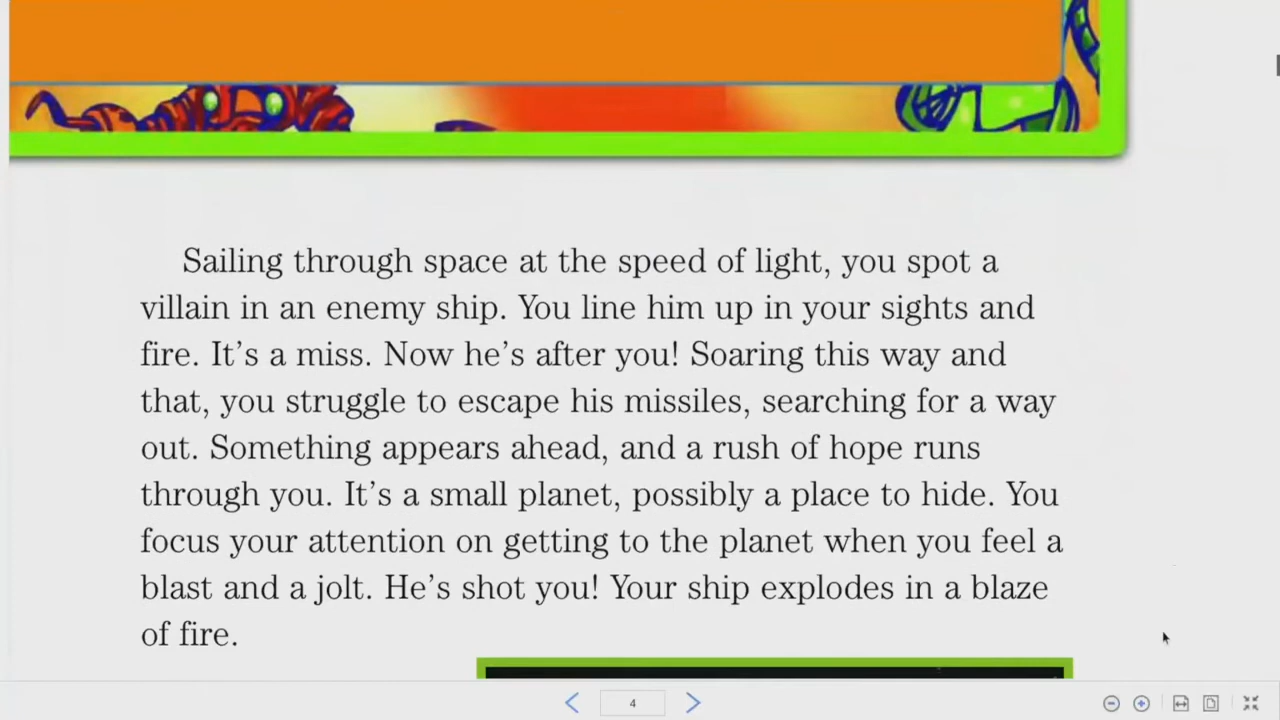 Sailing through space at the speed of light, you spot a
villain in an enemy ship. You line him up in your sights and
fire. It’s a miss. Now he’s after you! Soaring this way and
that, you struggle to escape his missiles, searching for a way
out. Something appears ahead, and a rush of hope runs
through you. It’s a small planet, possibly a place to hide. You
focus your attention on getting to the planet when you feel a
blast and a jolt. He’s shot you! Your ship explodes in a blaze
of fire.
4